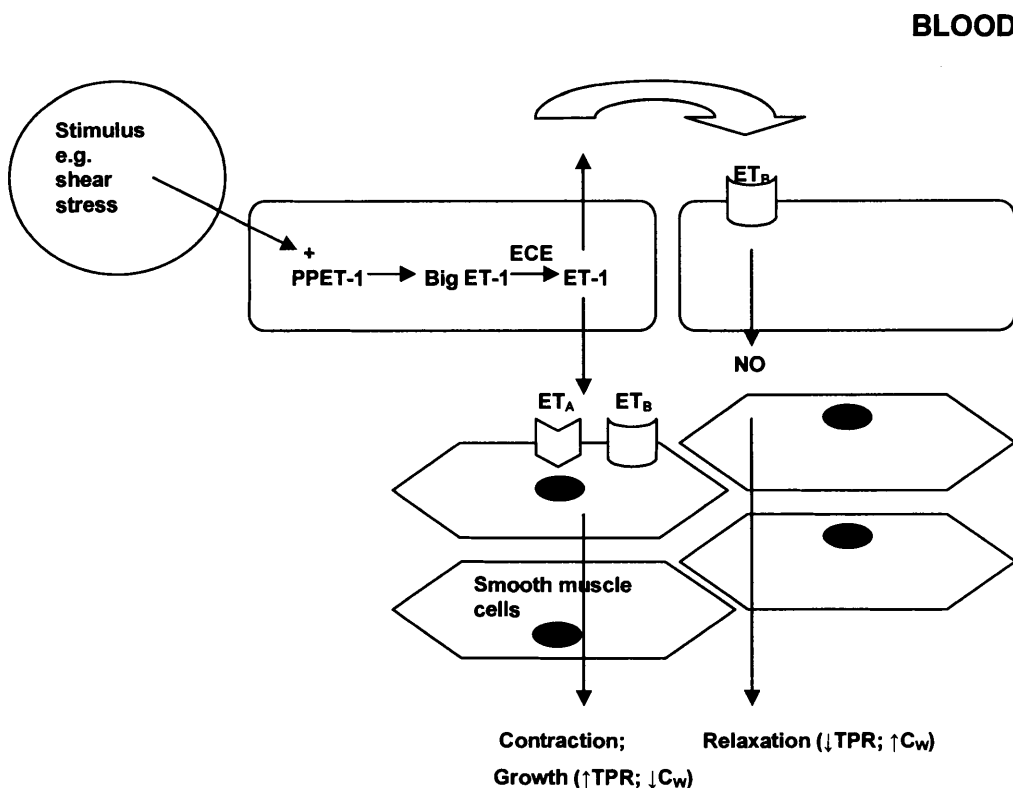 BLOOD
Stimulus
e.g.
shear
stress
ET_B
+
ECE
PPET-1 Big ET-1 ET-1
NO
ET_A ET_B
Smooth muscle
cells
Contraction; Relaxation (↓TPR; ↑C_W)
Growth (↑TPR; ↓C_W)